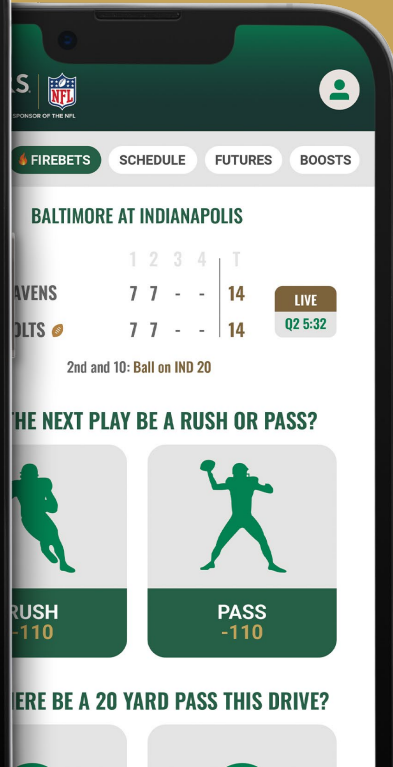 S.
NFL
SPONSOR OF THE NFL
FIREBETS SCHEDULE FUTURES BOOSTS
BALTIMORE AT INDIANAPOLIS
1 2 3 4 T
AVENS 7 7 - - 14
OLTS 7 7 - - 14
LIVE
Q2 5:32
2nd and 10: Ball on IND 20
THE NEXT PLAY BE A RUSH OR PASS?
RUSH PASS
-110 -110
HERE BE A 20 YARD PASS THIS DRIVE?